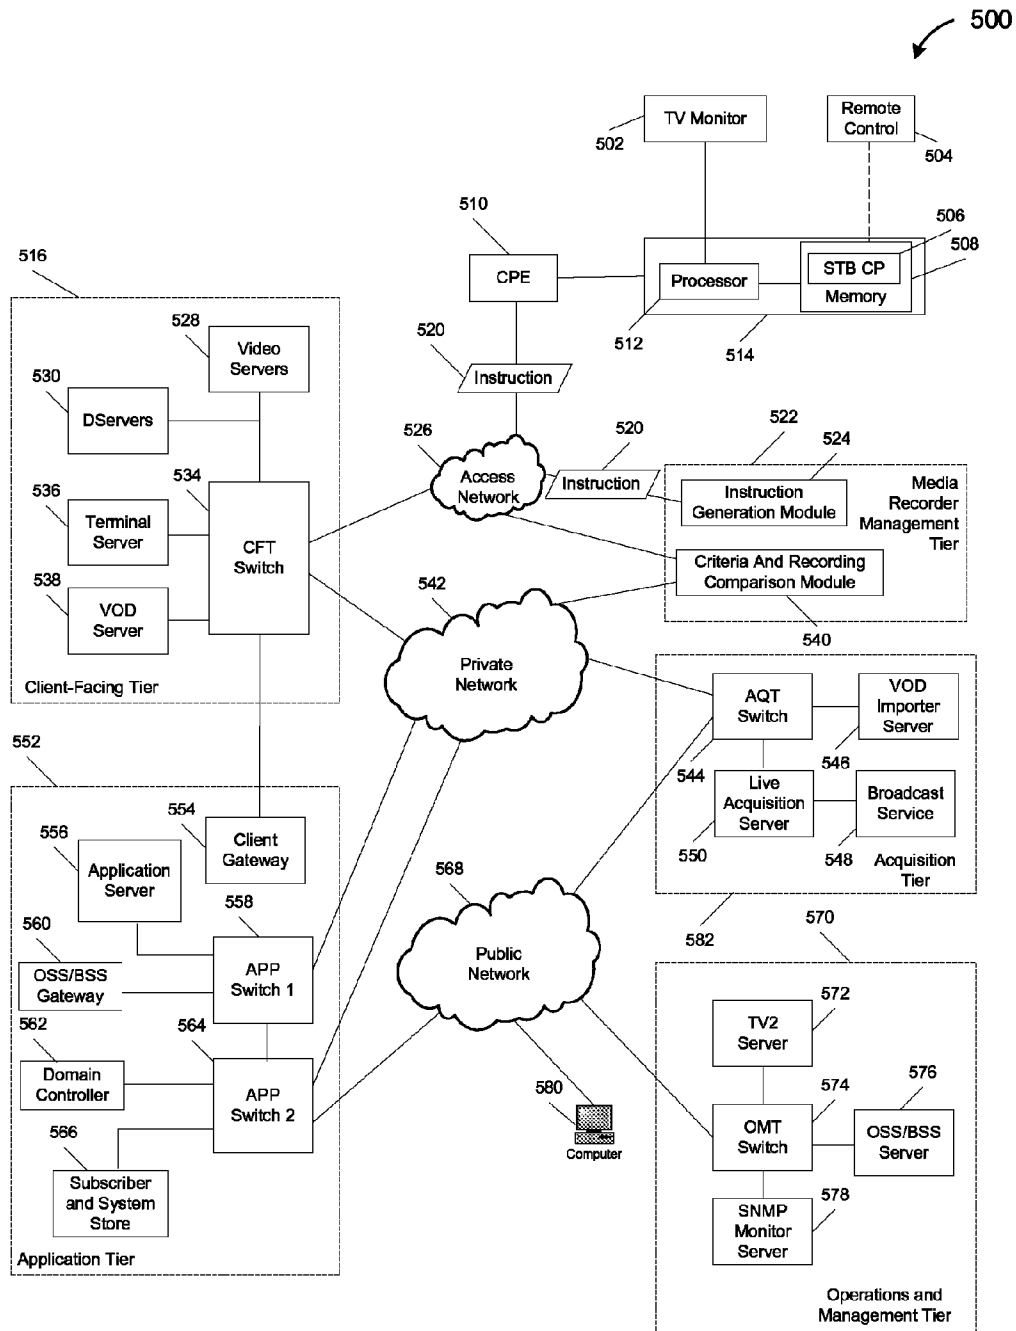 500
TV Monitor
502
Remote
Control
504
510
CPE
506
508
STB CP
Memory
Processor
512
514
516
528
Video
Servers
530
DServers
536
534
Terminal
Server
CFT
Switch
538
VOD
Server
Client-Facing Tier
520
Instruction
526
Access
Network
520
Instruction
522
524
Instruction
Generation Module
Media
Recorder
Management
Tier
Criteria And Recording
Comparison Module
540
542
Private
Network
AQT
Switch
VOD
Importer
Server
544
546
Live
Acquisition
Server
Broadcast
Service
550
548
Acquisition
Tier
582
552
554
Client
Gateway
556
Application
Server
558
560
OSS/BSS
Gateway
APP
Switch 1
562
564
Domain
Controller
APP
Switch 2
566
Subscriber
and System
Store
Application Tier
568
Public
Network
580
Computer
570
572
TV2
Server
574
576
OMT
Switch
OSS/BSS
Server
578
SNMP
Monitor
Server
Operations and
Management Tier